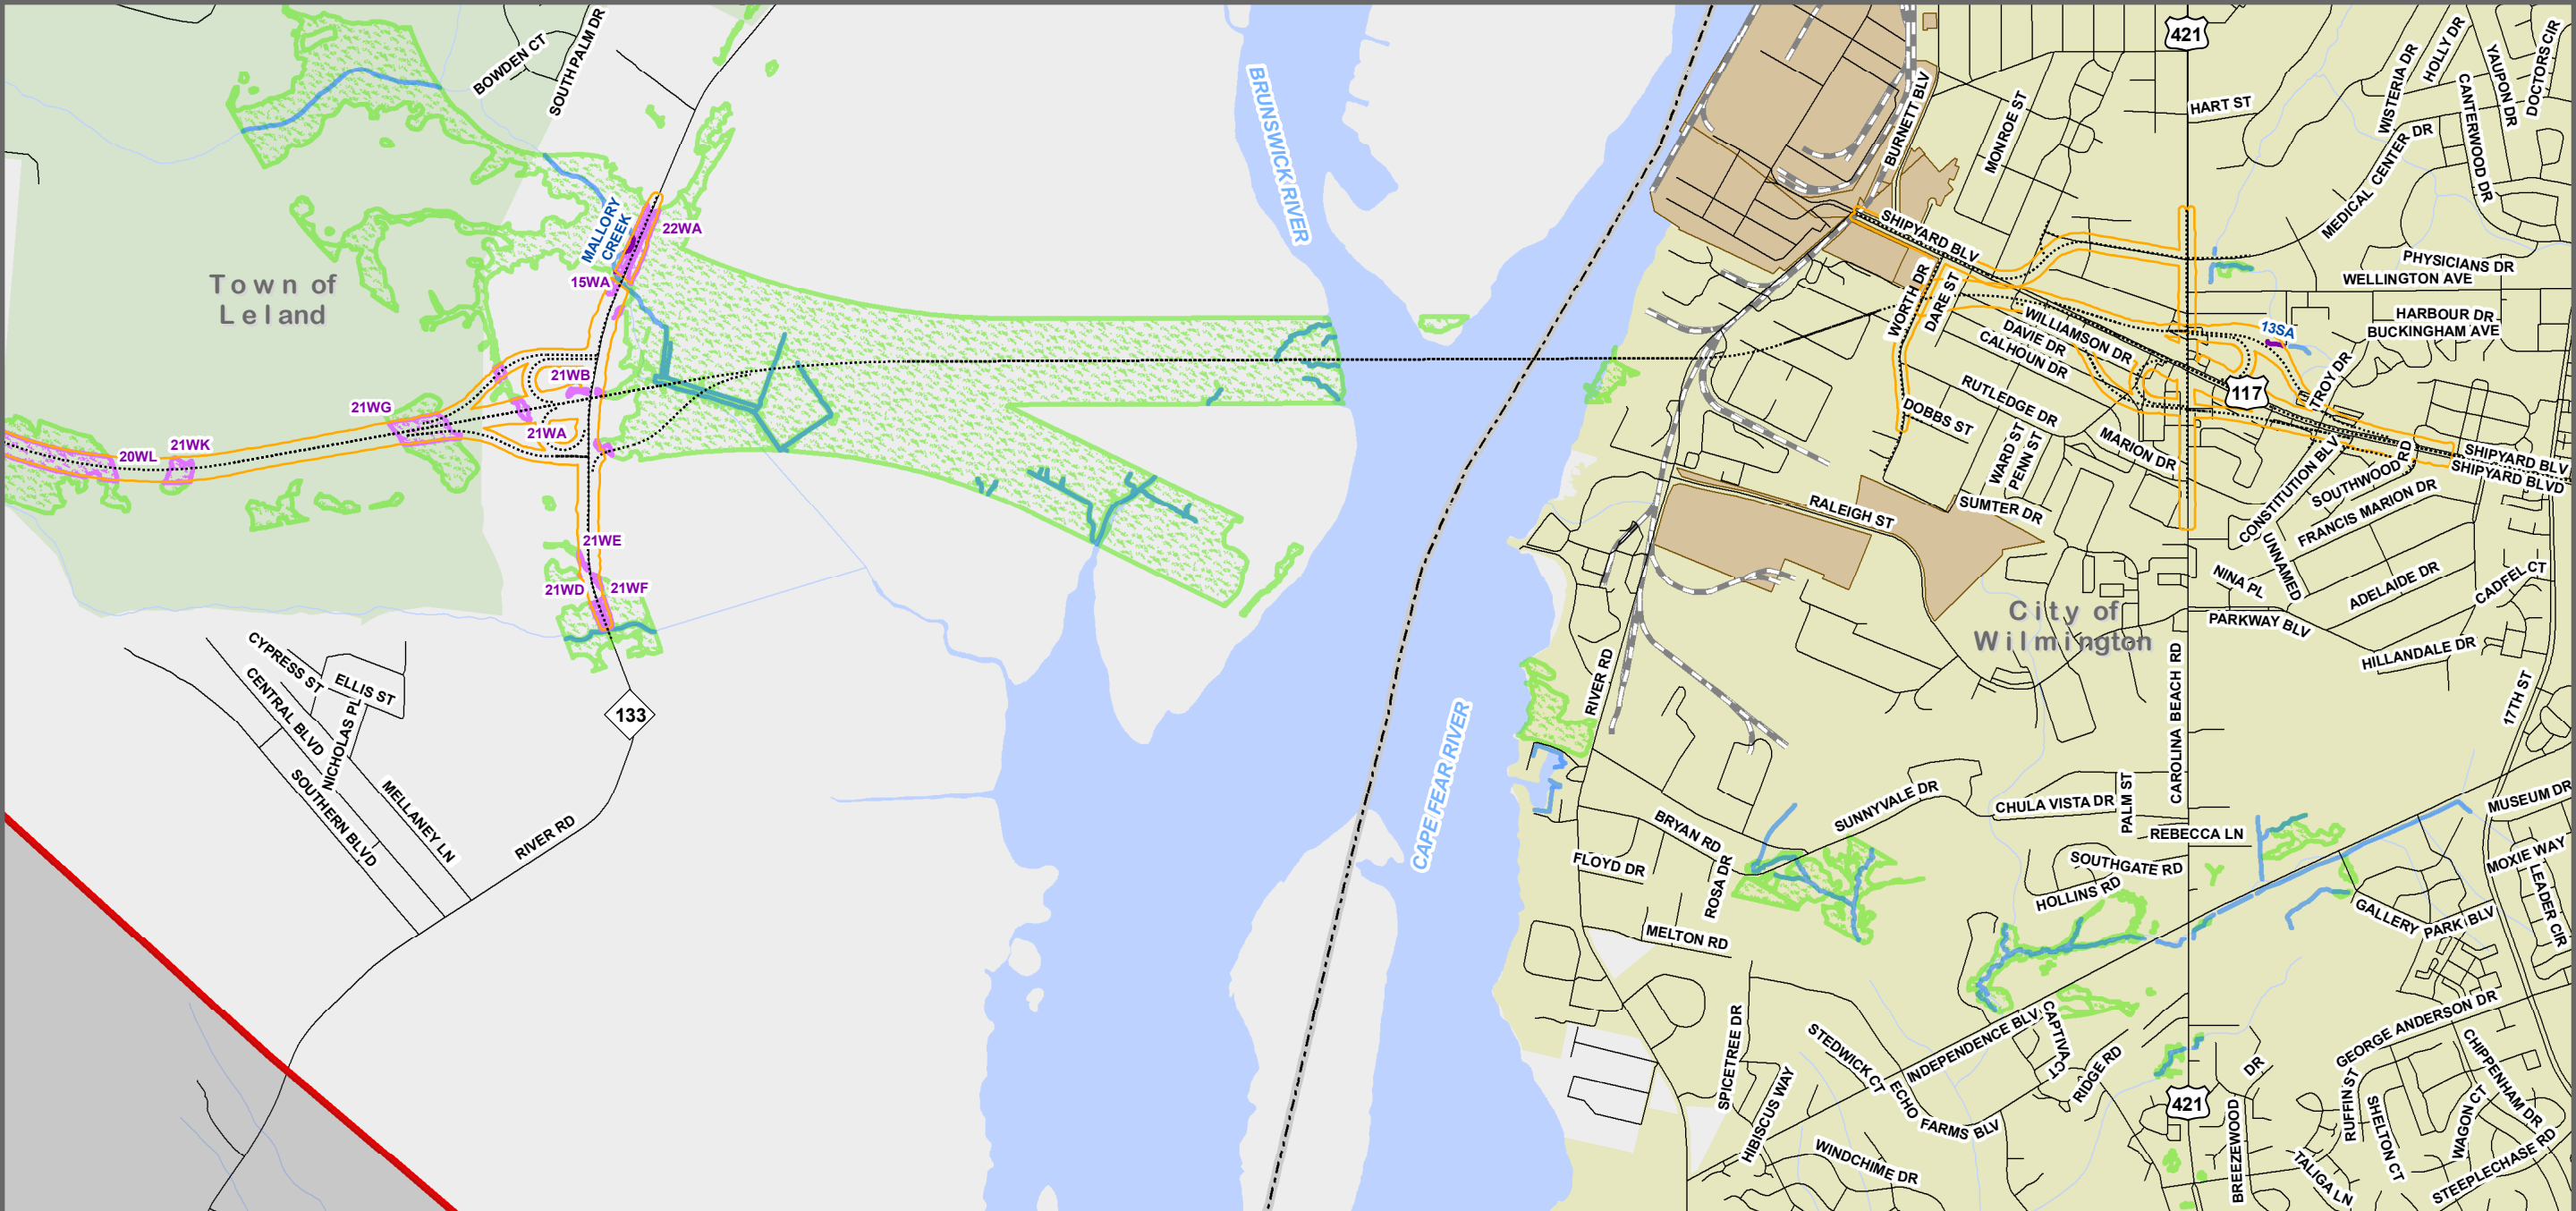 421
BOWDEN CT
SOUTH PALM DR
BRUNSWICK RIVER
BURNETT BLV
MONROE ST
HART ST
WISTERIA DR
HOLLY DR
YAUPON DR
DOCTORS CIR
CANTERWOOD DR
MEDICAL CENTER DR
MALLORY
CREEK
22WA
15WA
Town of
Leland
SHIPYARD BLV
PHYSICIANS DR
WELLINGTON AVE
WORTH DR
DARE ST
HARBOUR DR
BUCKINGHAM AVE
13SA
WILLIAMSON DR
DAVIE DR
CALHOUN DR
TROY DR
117
21WB
21WG
21WA
21WK
20WL
RUTLEDGE DR
DOBBS ST
WARD ST
PENN ST
MARION DR
CONSTITUTION BLV
SOUTHWOOD RD
SHIPYARD BLV
SHIPYARD BLVD
FRANCIS MARION DR
RALEIGH ST
SUMTER DR
UNNAMED
21WE
21WD
21WF
NINA PL
ADELAIDE DR
CADFEL CT
City of
Wilmington
PARKWAY BLV
HILLANDALE DR
CYPRESS ST
ELLIS ST
CENTRAL BLVD
NICHOLAS PL
133
RIVER RD
CAROLINA BEACH RD
17TH ST
SOUTHERN BLVD
MELLANEY LN
RIVER RD
CAPE FEAR RIVER
SUNNYVALE DR
CHULA VISTA DR
PALM ST
MUSEUM DR
BRYAN RD
REBECCA LN
FLOYD DR
ROSA DR
SOUTHGATE RD
HOLLINS RD
MOXIE WAY
LEADER CIR
GALLERY PARK BLV
MELTON RD
SPICETREE DR
HIBISCUS WAY
STEDWICK CT
ECHO FARMS BLV
INDEPENDENCE BLV
CAPTIVA CT
RIDGE RD
GEORGE ANDERSON DR
CHIPPENHAM DR
421
BREEZEWOOD DR
RUFFIN ST
SHELTON CT
WAGON CT
WINDCHIME DR
TALIGA LN
STEEPLECHASE RD